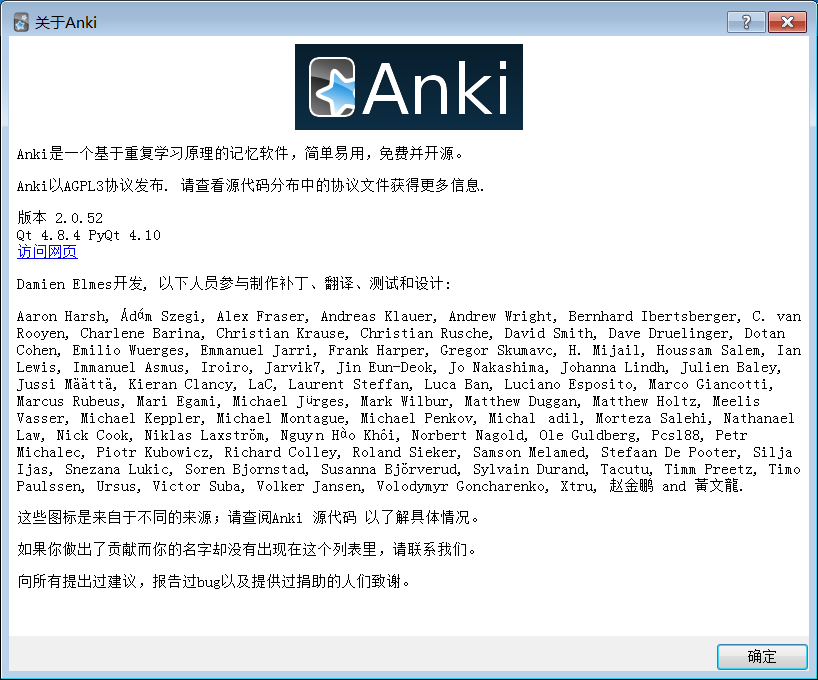 关于Anki
Anki
Anki是一个基于重复学习原理的记忆软件，简单易用，免费并开源。
Anki以AGPL3协议发布. 请查看源代码分布中的协议文件获得更多信息.
版本 2.0.52
Qt 4.8.4 PyQt 4.10
访问网页
Damien Elmes开发, 以下人员参与制作补丁、翻译、测试和设计:
Aaron Harsh, Ádám Szegi, Alex Fraser, Andreas Klauer, Andrew Wright, Bernhard Ibertsberger, C. van
Rooyen, Charlene Barina, Christian Krause, Christian Rusche, David Smith, Dave Druelinger, Dotan
Cohen, Emilio Wuerges, Emmanuel Jarri, Frank Harper, Gregor Skumavc, H. Mijail, Houssam Salem, Ian
Lewis, Immanuel Asmus, Iroiro, Jarvik7, Jin Eun-Deok, Jo Nakashima, Johanna Lindh, Julien Baley,
Jussi Määttä, Kieran Clancy, LaC, Laurent Steffan, Luca Ban, Luciano Esposito, Marco Giancotti,
Marcus Rubeus, Mari Egami, Michael Jürges, Mark Wilbur, Matthew Duggan, Matthew Holtz, Meelis
Vasser, Michael Keppler, Michael Montague, Michael Penkov, Michal adil, Morteza Salehi, Nathanael
Law, Nick Cook, Niklas Laxström, Nguyn Hào Khôi, Norbert Nagold, Ole Guldberg, Pcsl88, Petr
Michalec, Piotr Kubowicz, Richard Colley, Roland Sieker, Samson Melamed, Stefaan De Pooter, Silja
Ijas, Snezana Lukic, Soren Bjornstad, Susanna Björverud, Sylvain Durand, Tacutu, Timm Preetz, Timo
Paulssen, Ursus, Victor Suba, Volker Jansen, Volodymyr Goncharenko, Xtru, 赵金鹏 and 黃文龍.
这些图标是来自于不同的来源；请查阅Anki 源代码 以了解具体情况。
如果你做出了贡献而你的名字却没有出现在这个列表里，请联系我们。
向所有提出过建议，报告过bug以及提供过捐助的人们致谢。
确定